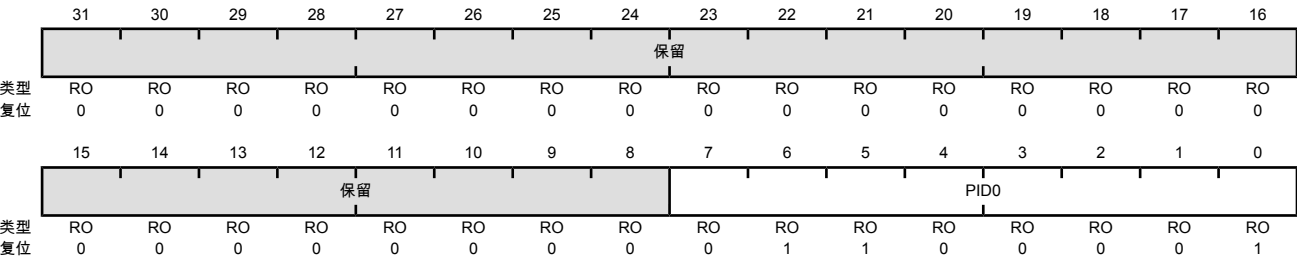 31 30 29 28 27 26 25 24 23 22 21 20 19 18 17 16
保留
类型 RO RO RO RO RO RO RO RO RO RO RO RO RO RO RO RO
复位 0 0 0 0 0 0 0 0 0 0 0 0 0 0 0 0
15 14 13 12 11 10 9 8 7 6 5 4 3 2 1 0
保留 PID0
类型 RO RO RO RO RO RO RO RO RO RO RO RO RO RO RO RO
复位 0 0 0 0 0 0 0 0 0 1 1 0 0 0 0 1